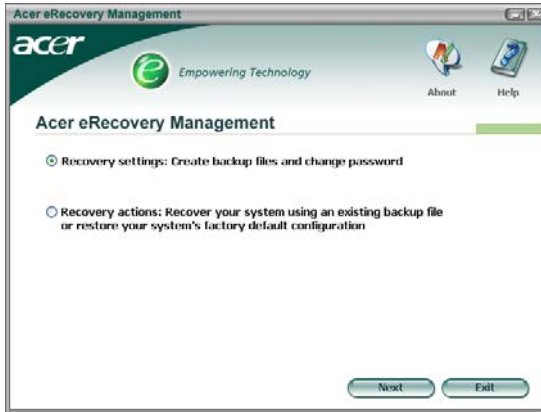 Acer eRecovery Management
acer
e
Empowering Technology
About
Help
Acer eRecovery Management
Recovery settings: Create backup files and change password
Recovery actions: Recover your system using an existing backup file
or restore your system's factory default configuration
Next
Exit